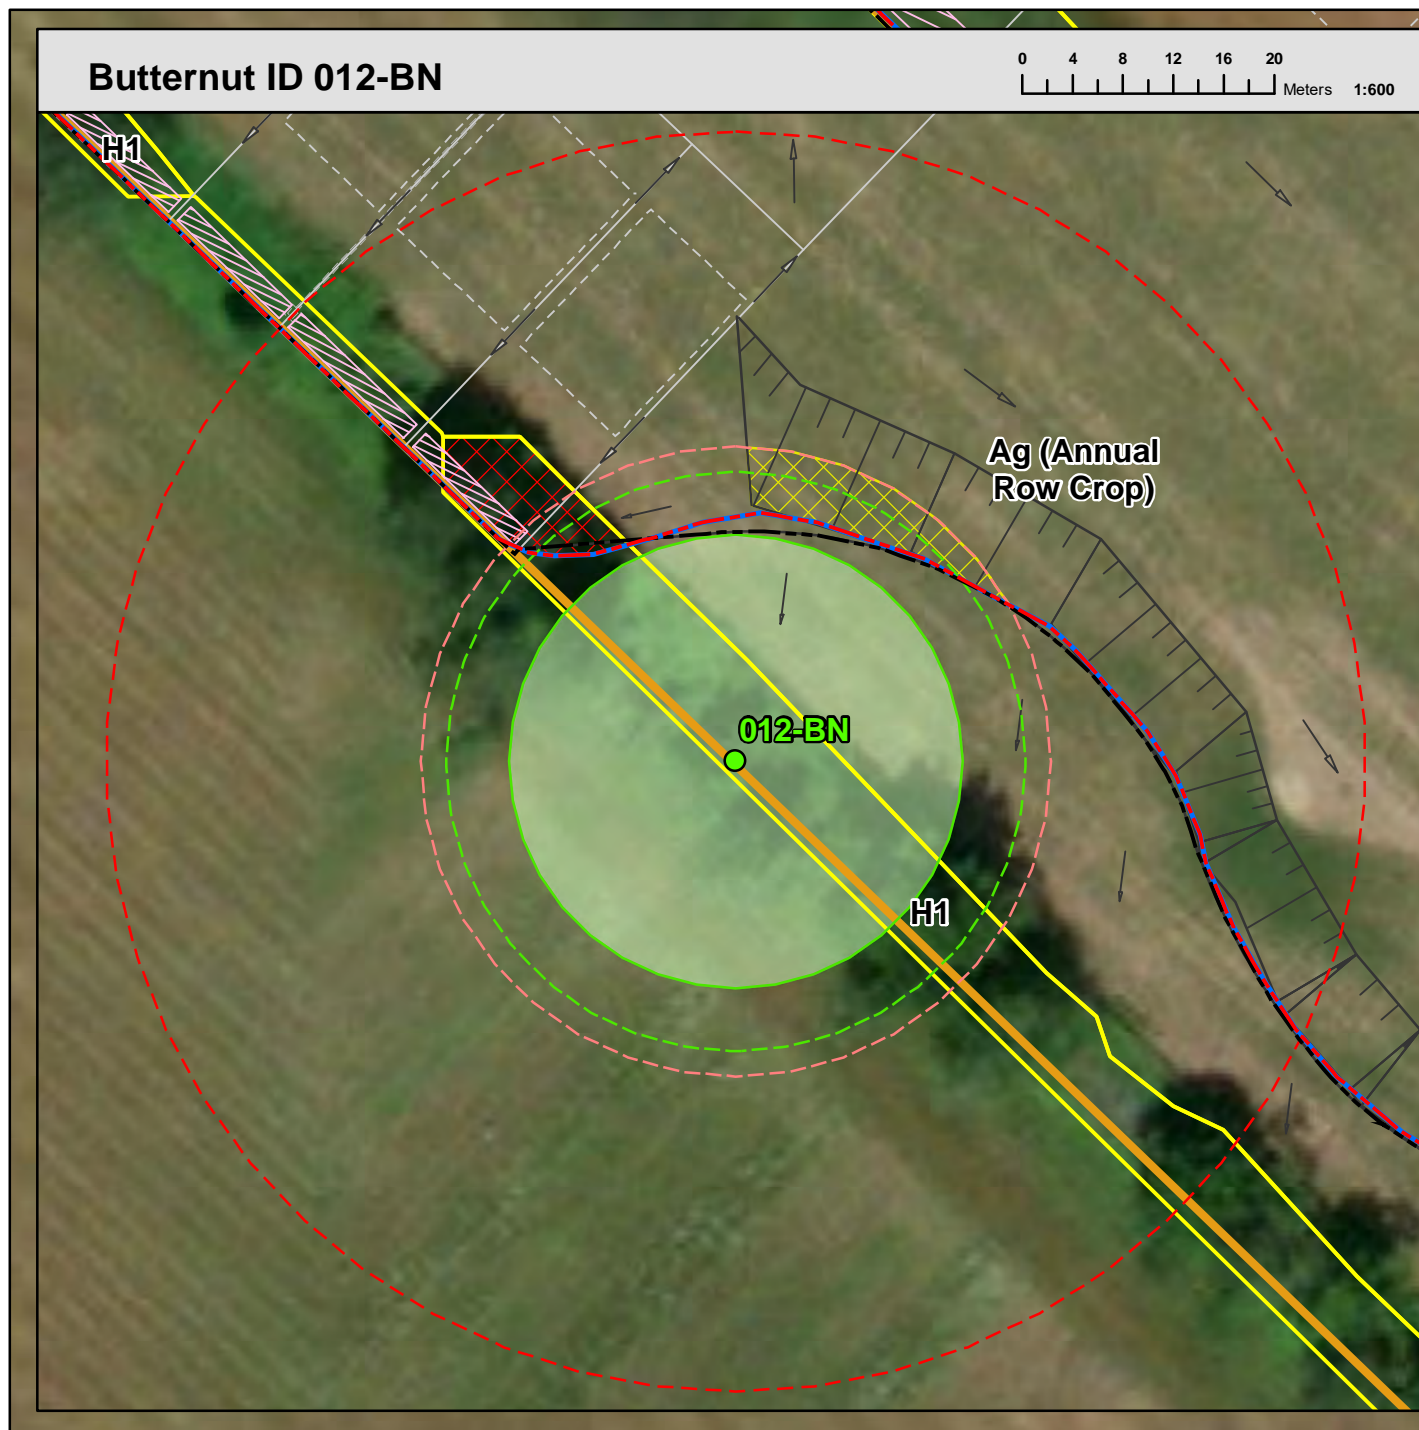 Butternut ID 012-BN
0 4 8 12 16 20
Meters 1:600
H1
Ag (Annual
Row Crop)
012-BN
H1